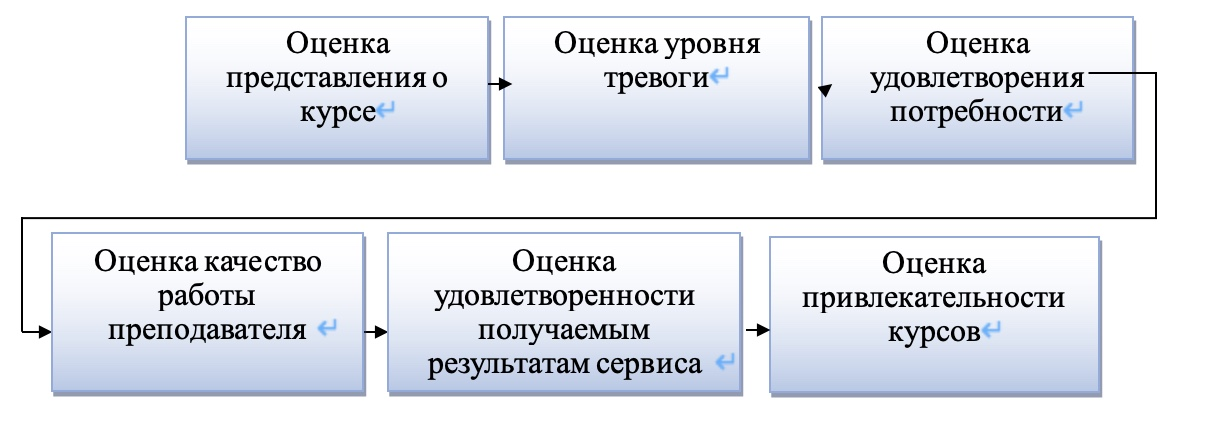 Оценка
представления о
курсе
Оценка уровня
тревоги
Оценка
удовлетворения
потребности
Оценка качество
работы
преподавателя
Оценка
удовлетворенности
получаемым
результатам сервиса
Оценка
привлекательности
курсов